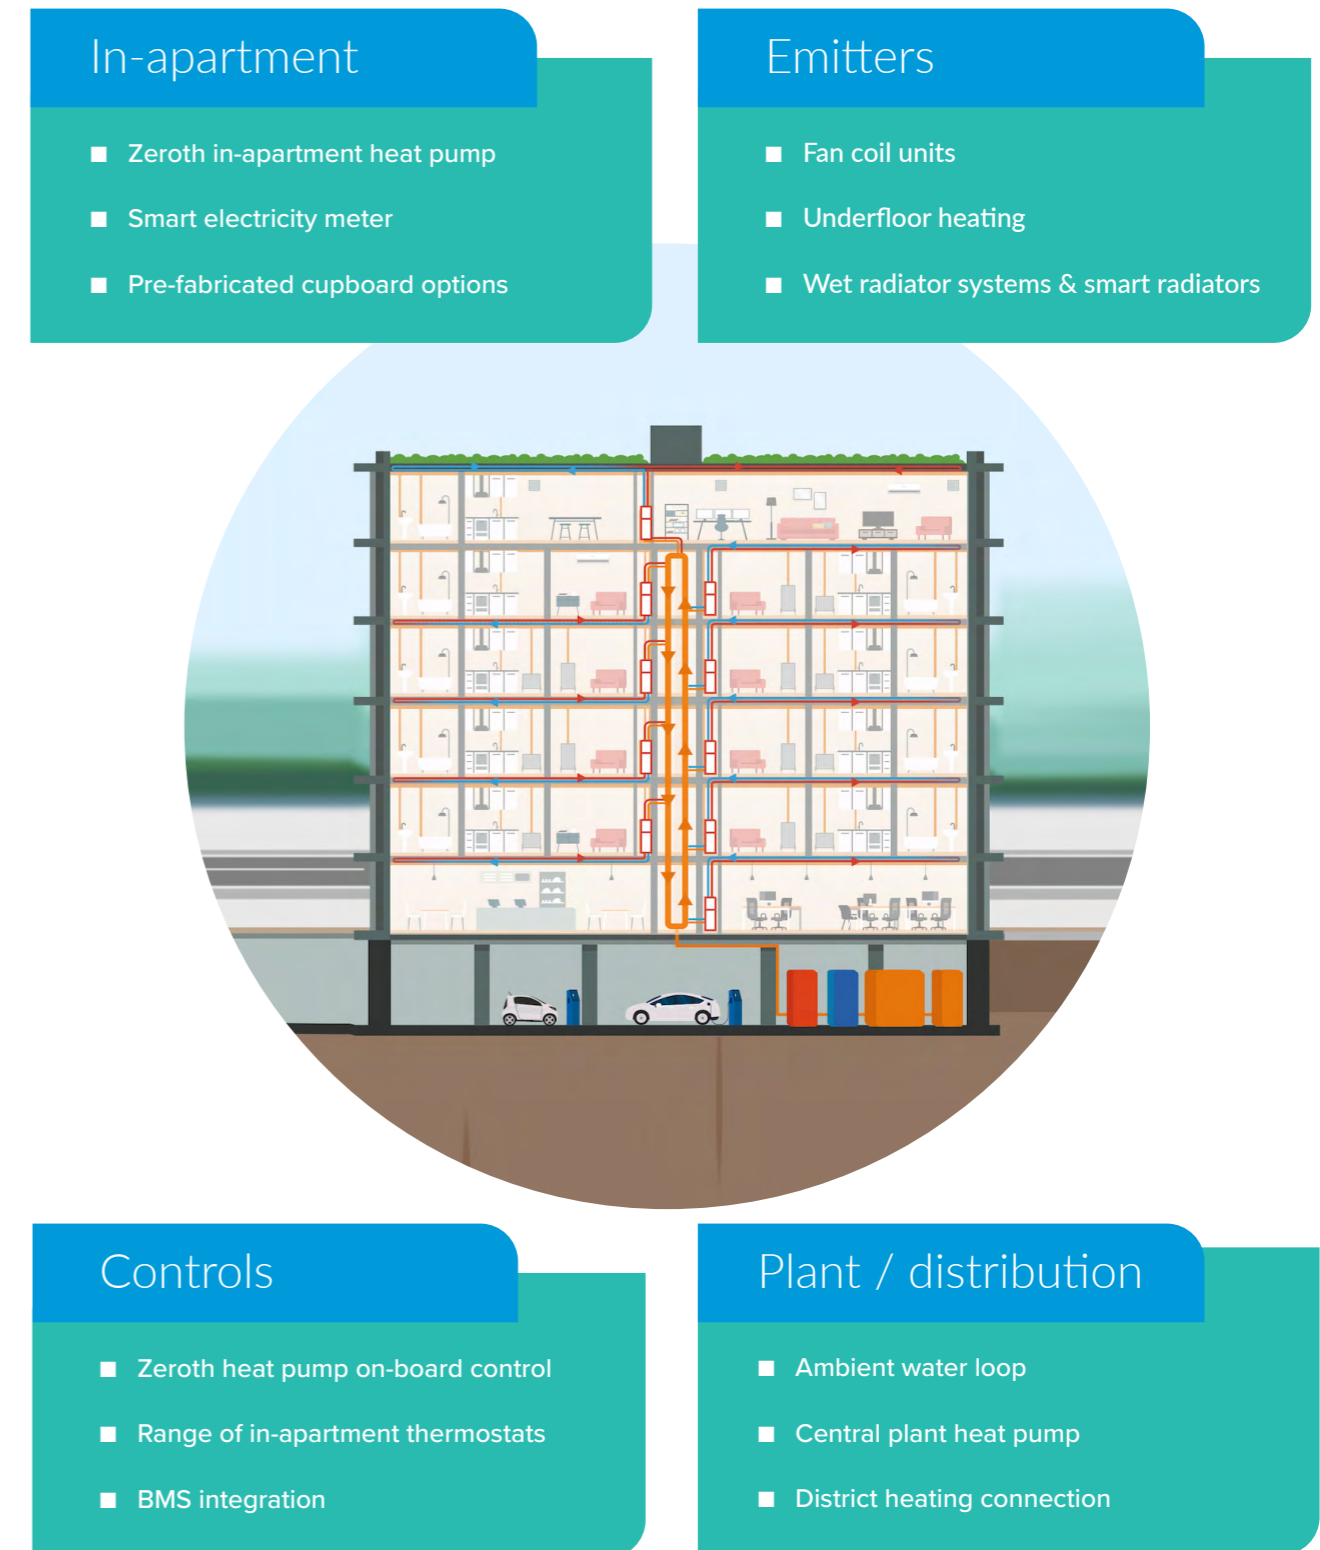 In-apartment
Zeroth in-apartment heat pump
Smart electricity meter
Pre-fabricated cupboard options
Emitters
Fan coil units
Underfloor heating
Wet radiator systems & smart radiators
Controls
Zeroth heat pump on-board control
Range of in-apartment thermostats
BMS integration
Plant / distribution
Ambient water loop
Central plant heat pump
District heating connection